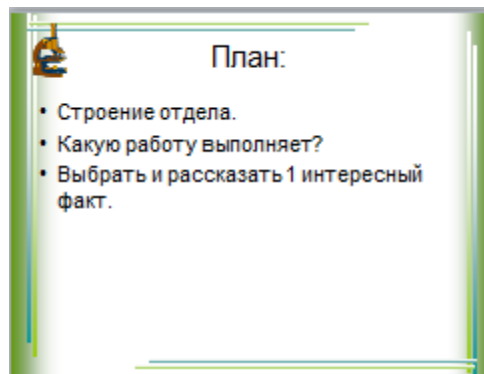 План:
• Строение отдела.
• Какую работу выполняет?
• Выбрать и рассказать 1 интересный
факт.